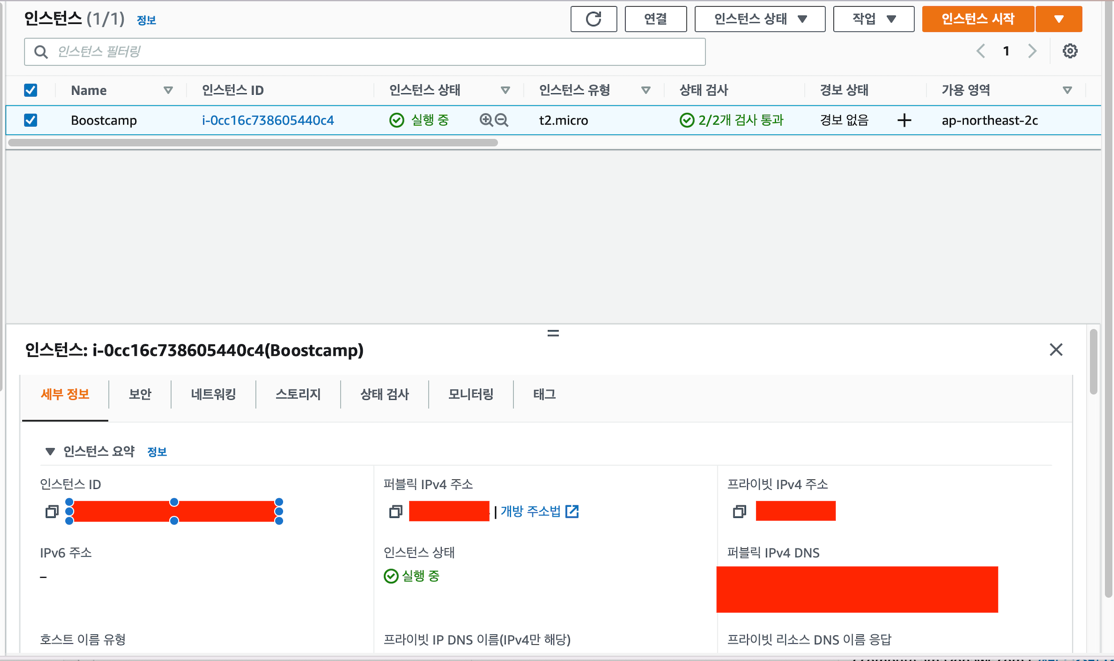 인스턴스 (1/1) 정보 연결 인스턴스 상태 작업 인스턴스 시작
인스턴스 필터링 1
Name 인스턴스 ID 인스턴스 상태 인스턴스 유형 상태 검사 경보 상태 가용 영역
Boostcamp i-0cc16c738605440c4 실행 중 t2.micro 2/2개 검사 통과 경보 없음 ap-northeast-2c
인스턴스: i-0cc16c738605440c4(Boostcamp)
세부 정보 보안 네트워킹 스토리지 상태 검사 모니터링 태그
인스턴스 요약 정보
인스턴스 ID 퍼블릭 IPv4 주소 프라이빗 IPv4 주소
| 개방 주소법
IPv6 주소 인스턴스 상태 퍼블릭 IPv4 DNS
– 실행 중
호스트 이름 유형 프라이빗 IP DNS 이름(IPv4만 해당) 프라이빗 리소스 DNS 이름 응답